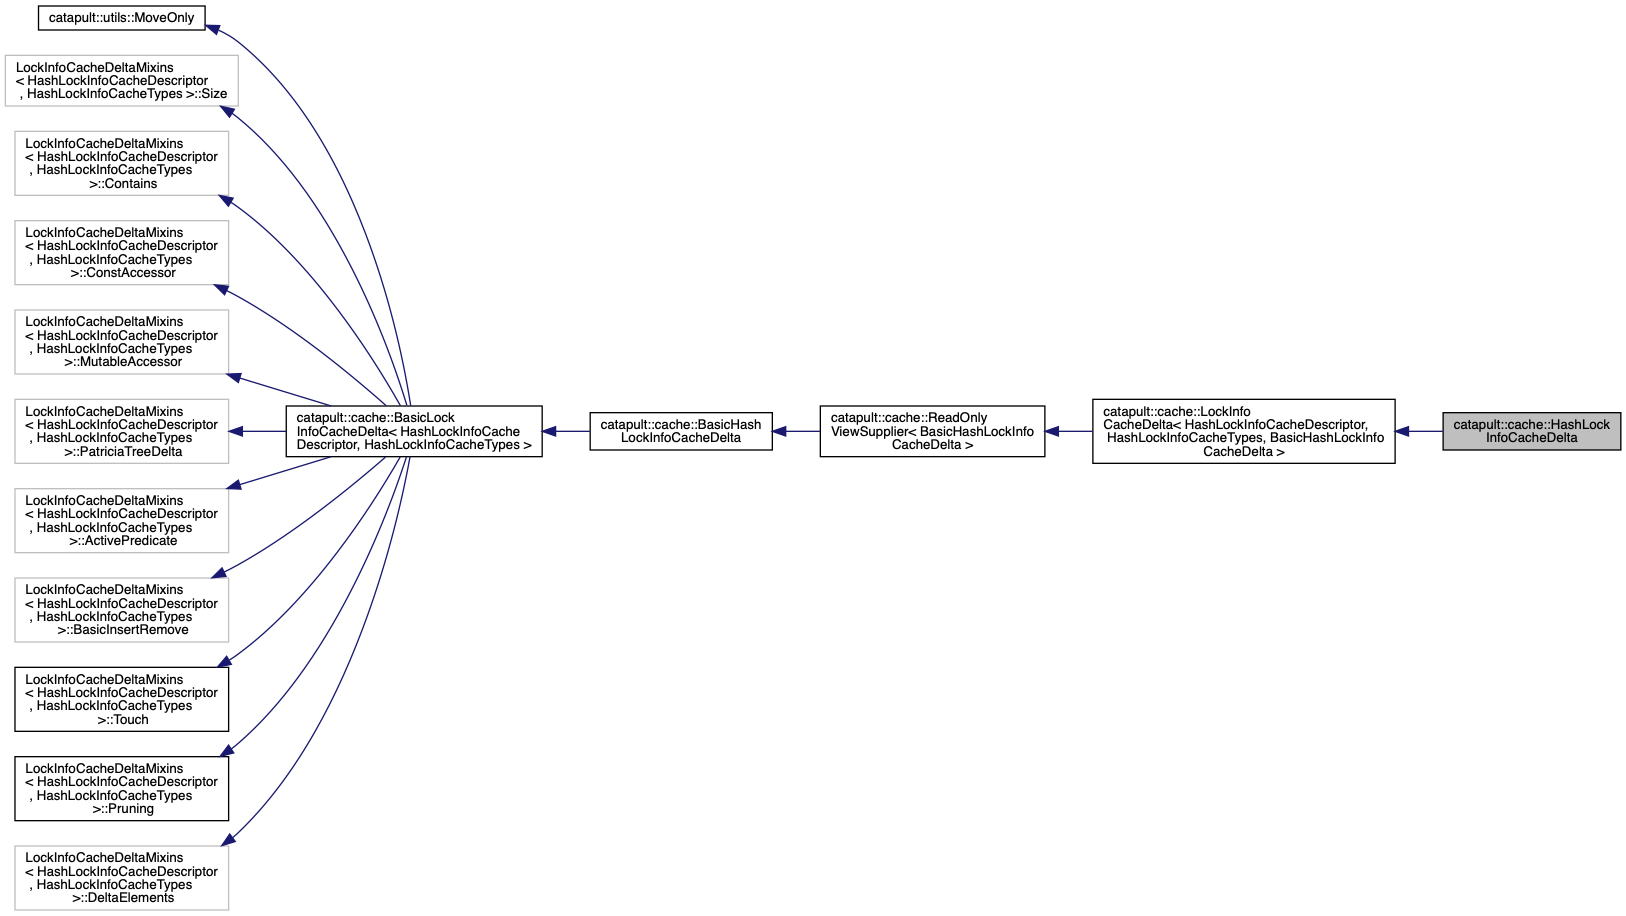 catapult::utils::MoveOnly
LockInfoCacheDeltaMixins
< HashLockInfoCacheDescriptor
, HashLockInfoCacheTypes >::Size
LockInfoCacheDeltaMixins
< HashLockInfoCacheDescriptor
, HashLockInfoCacheTypes
>::Contains
LockInfoCacheDeltaMixins
< HashLockInfoCacheDescriptor
, HashLockInfoCacheTypes
>::ConstAccessor
LockInfoCacheDeltaMixins
< HashLockInfoCacheDescriptor
, HashLockInfoCacheTypes
>::MutableAccessor
LockInfoCacheDeltaMixins
< HashLockInfoCacheDescriptor
, HashLockInfoCacheTypes
>::PatriciaTreeDelta
LockInfoCacheDeltaMixins
< HashLockInfoCacheDescriptor
, HashLockInfoCacheTypes
>::ActivePredicate
LockInfoCacheDeltaMixins
< HashLockInfoCacheDescriptor
, HashLockInfoCacheTypes
>::BasicInsertRemove
LockInfoCacheDeltaMixins
< HashLockInfoCacheDescriptor
, HashLockInfoCacheTypes
>::Touch
LockInfoCacheDeltaMixins
< HashLockInfoCacheDescriptor
, HashLockInfoCacheTypes
>::Pruning
LockInfoCacheDeltaMixins
< HashLockInfoCacheDescriptor
, HashLockInfoCacheTypes
>::DeltaElements
catapult::cache::BasicLock
InfoCacheDelta< HashLockInfoCache
Descriptor, HashLockInfoCacheTypes >
catapult::cache::BasicHash
LockInfoCacheDelta
catapult::cache::ReadOnly
ViewSupplier< BasicHashLockInfo
CacheDelta >
catapult::cache::LockInfo
CacheDelta< HashLockInfoCacheDescriptor,
HashLockInfoCacheTypes, BasicHashLockInfo
CacheDelta >
catapult::cache::HashLock
InfoCacheDelta